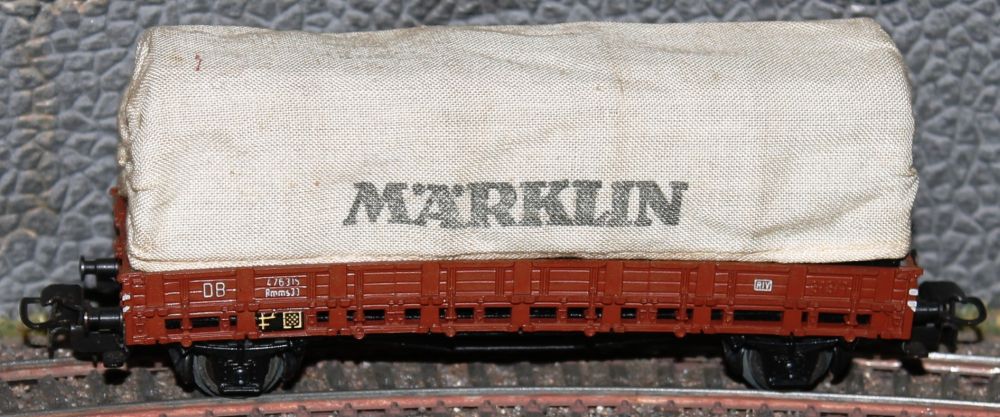 MÄRKLIN
DB
476315
Rmms33
RIV